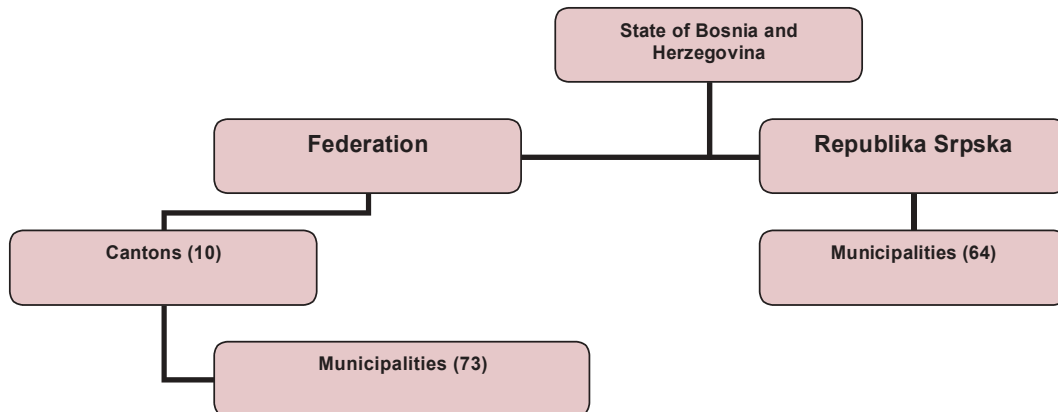 State of Bosnia and
Herzegovina
Federation
Republika Srpska
Cantons (10)
Municipalities (64)
Municipalities (73)